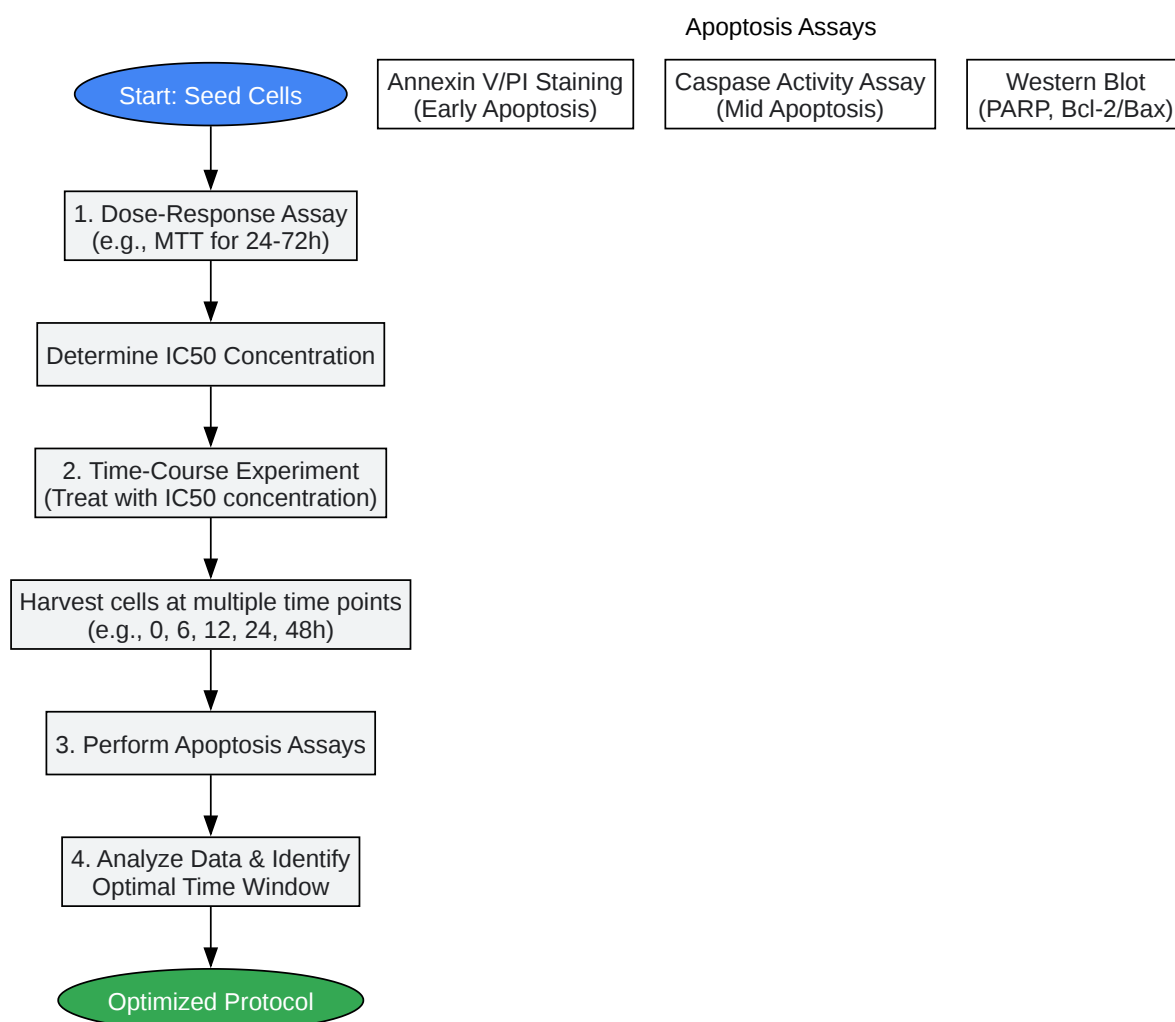 Apoptosis Assays
Start: Seed Cells
Annexin V/PI Staining
(Early Apoptosis)
Caspase Activity Assay
(Mid Apoptosis)
Western Blot
(PARP, Bcl-2/Bax)
1. Dose-Response Assay
(e.g., MTT for 24-72h)
Determine IC50 Concentration
2. Time-Course Experiment
(Treat with IC50 concentration)
Harvest cells at multiple time points
(e.g., 0, 6, 12, 24, 48h)
3. Perform Apoptosis Assays
4. Analyze Data & Identify
Optimal Time Window
Optimized Protocol